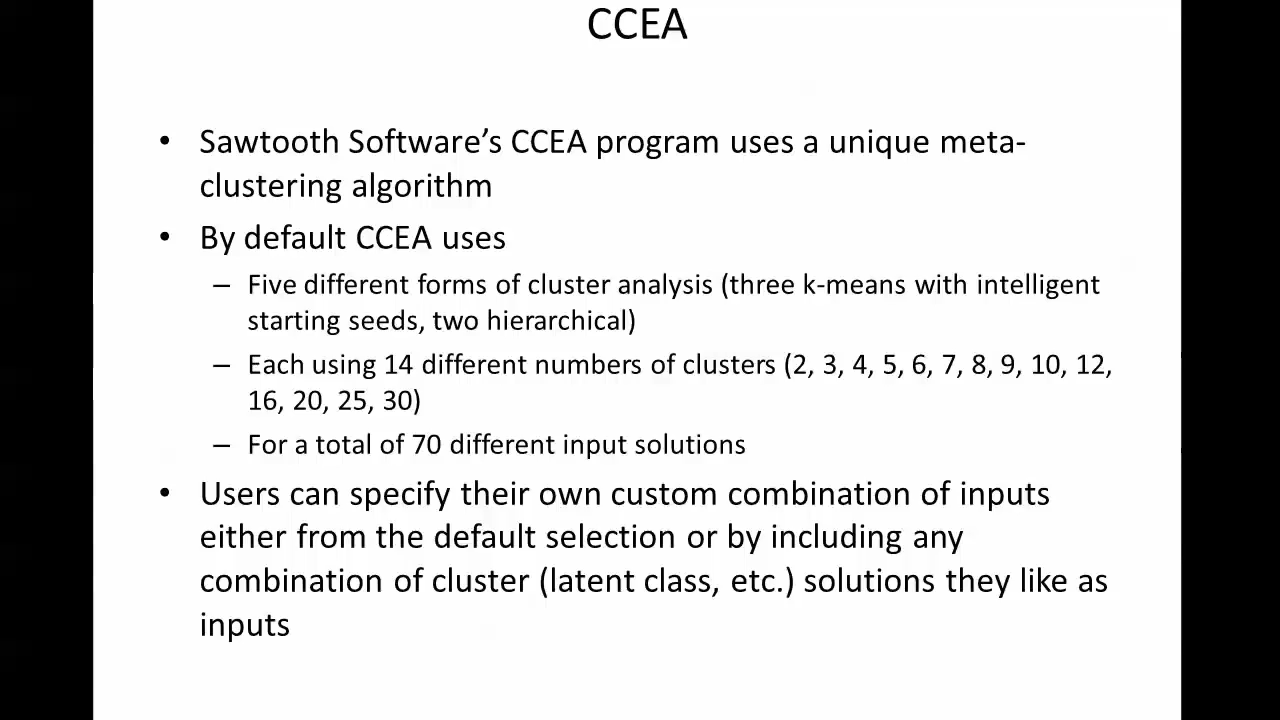 CCEA
• Sawtooth Software’s CCEA program uses a unique meta-
clustering algorithm
• By default CCEA uses
– Five different forms of cluster analysis (three k-means with intelligent
starting seeds, two hierarchical)
– Each using 14 different numbers of clusters (2, 3, 4, 5, 6, 7, 8, 9, 10, 12,
16, 20, 25, 30)
– For a total of 70 different input solutions
• Users can specify their own custom combination of inputs
either from the default selection or by including any
combination of cluster (latent class, etc.) solutions they like as
inputs